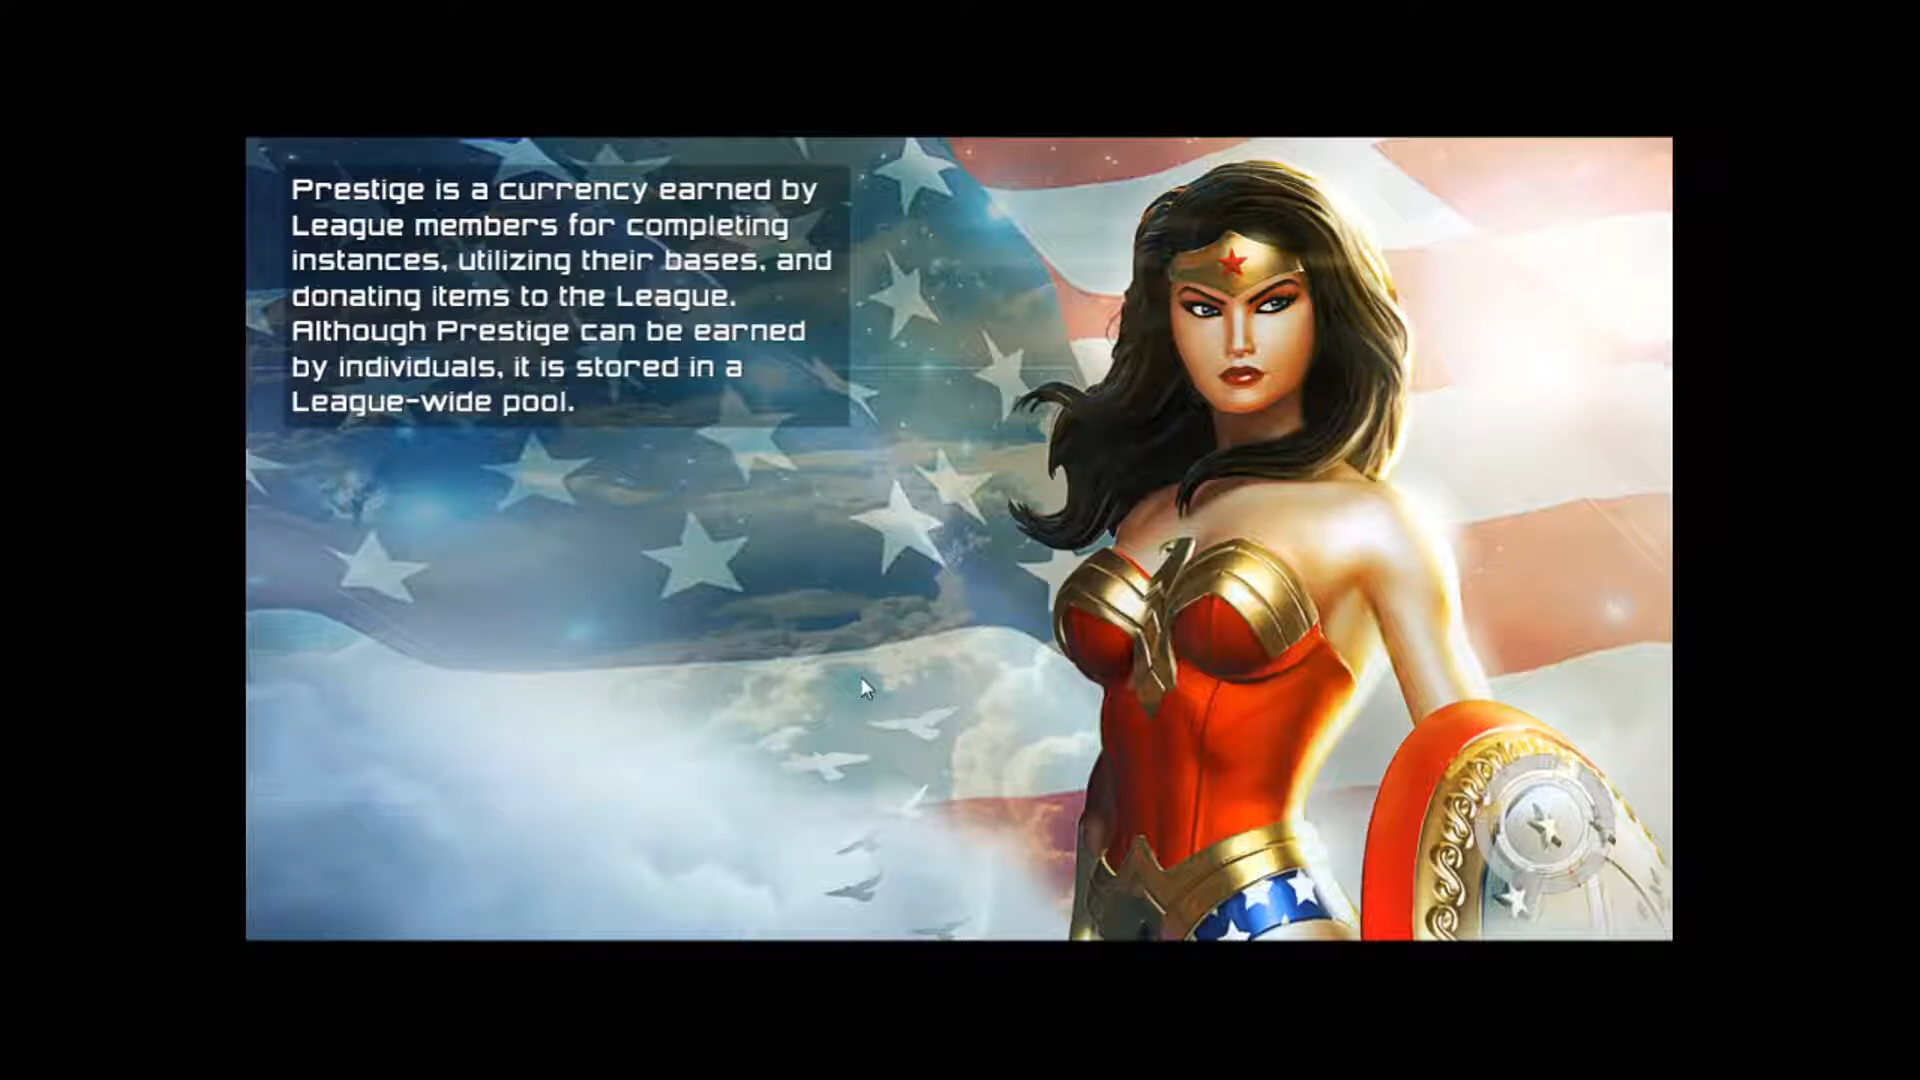 Prestige is a currency earned by
League members for completing
instances, utilizing their bases, and
donating items to the League.
Although Prestige can be earned
by individuals, it is stored in a
League-wide pool.